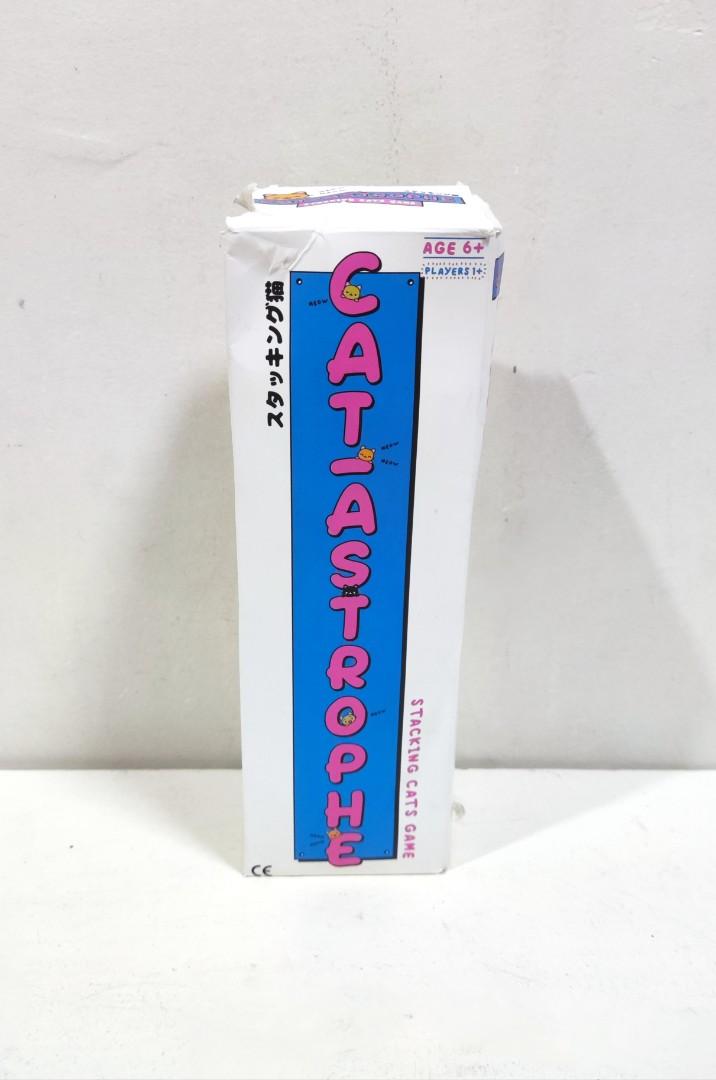 AGE 6+
PLAYERS 1+
スタッキング猫
CAT-ASTROPHE
MEOW
MEOW
MEOW
MEOW
STACKING CATS GAME
CE